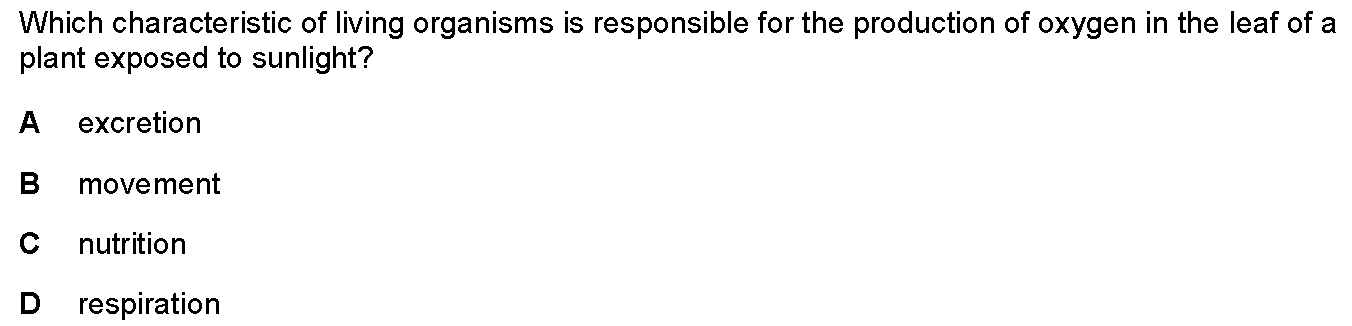 Which characteristic of living organisms is responsible for the production of oxygen in the leaf of a
plant exposed to sunlight?
A excretion
B movement
C nutrition
D respiration